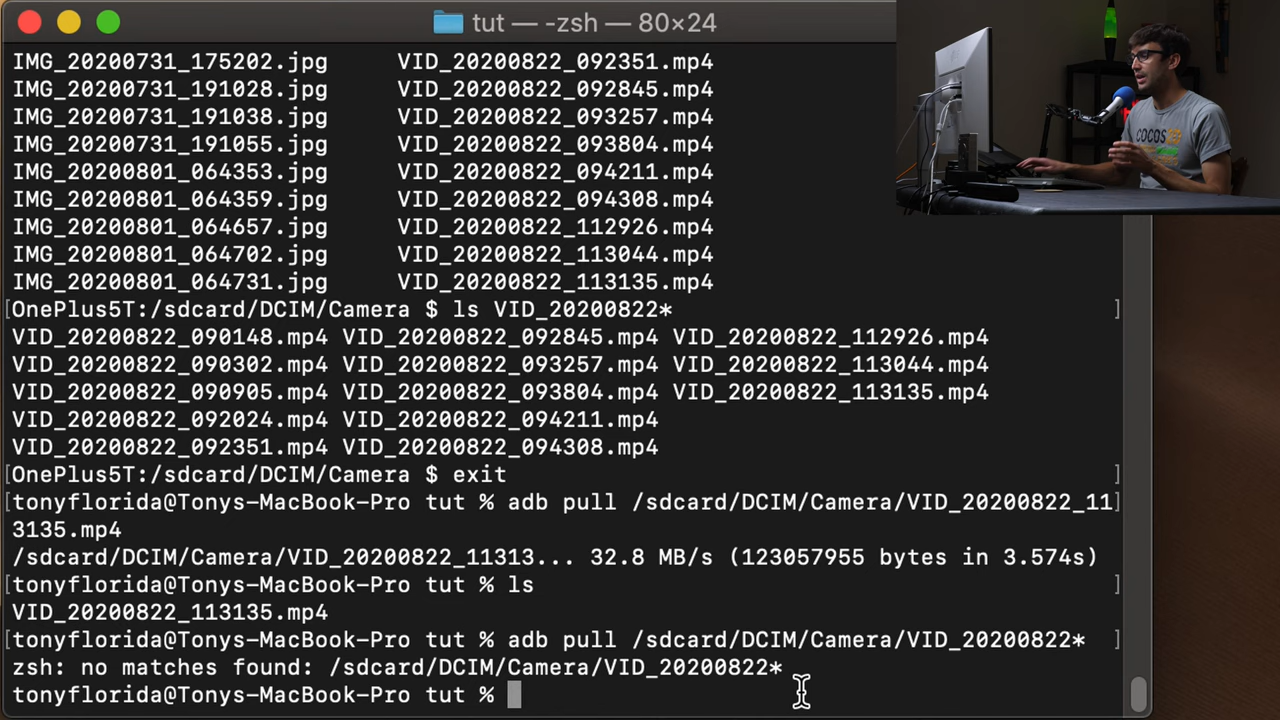 tut — -zsh — 80×24
IMG_20200731_175202.jpg VID_20200822_092351.mp4
IMG_20200731_191028.jpg VID_20200822_092845.mp4
IMG_20200731_191038.jpg VID_20200822_093257.mp4
IMG_20200731_191055.jpg VID_20200822_093804.mp4
IMG_20200801_064353.jpg VID_20200822_094211.mp4
IMG_20200801_064359.jpg VID_20200822_094308.mp4
IMG_20200801_064657.jpg VID_20200822_112926.mp4
IMG_20200801_064702.jpg VID_20200822_113044.mp4
IMG_20200801_064731.jpg VID_20200822_113135.mp4
[OnePlus5T:/sdcard/DCIM/Camera $ ls VID_20200822* ]
VID_20200822_090148.mp4 VID_20200822_092845.mp4 VID_20200822_112926.mp4
VID_20200822_090302.mp4 VID_20200822_093257.mp4 VID_20200822_113044.mp4
VID_20200822_090905.mp4 VID_20200822_093804.mp4 VID_20200822_113135.mp4
VID_20200822_092024.mp4 VID_20200822_094211.mp4
VID_20200822_092351.mp4 VID_20200822_094308.mp4
[OnePlus5T:/sdcard/DCIM/Camera $ exit ]
[tonyflorida@Tonys-MacBook-Pro tut % adb pull /sdcard/DCIM/Camera/VID_20200822_11]
3135.mp4
/sdcard/DCIM/Camera/VID_20200822_11313... 32.8 MB/s (123057955 bytes in 3.574s)
[tonyflorida@Tonys-MacBook-Pro tut % ls ]
VID_20200822_113135.mp4
[tonyflorida@Tonys-MacBook-Pro tut % adb pull /sdcard/DCIM/Camera/VID_20200822* ]
zsh: no matches found: /sdcard/DCIM/Camera/VID_20200822*
tonyflorida@Tonys-MacBook-Pro tut %